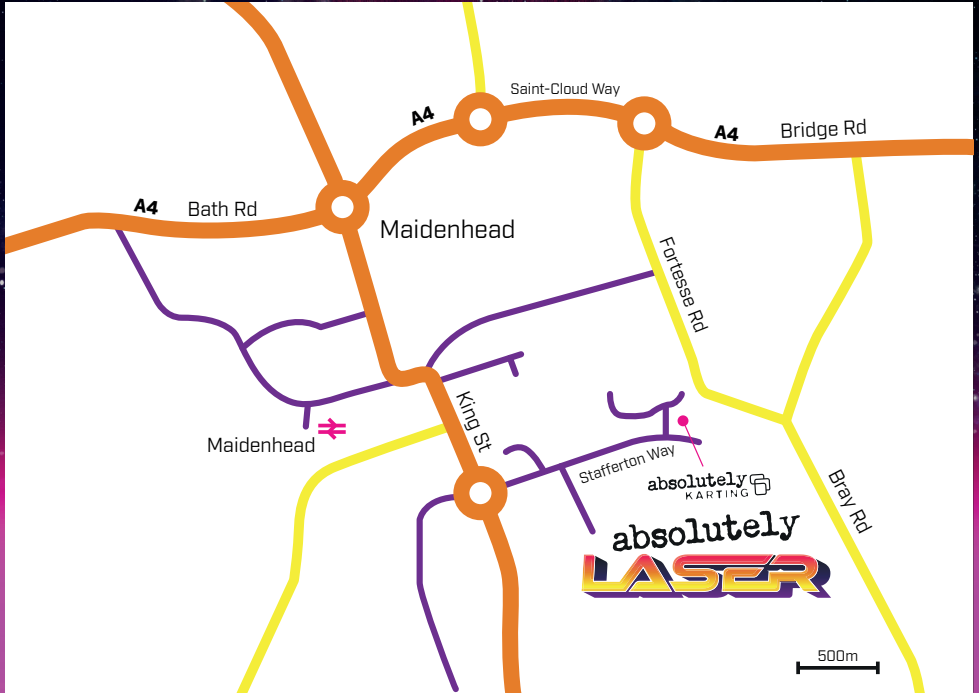 Saint-Cloud Way
A4
A4
Bridge Rd
A4
Bath Rd
Maidenhead
Fortesse Rd
King St
Maidenhead
Stafferton Way
absolutely
KARTING
Bray Rd
absolutely
LASER
500m